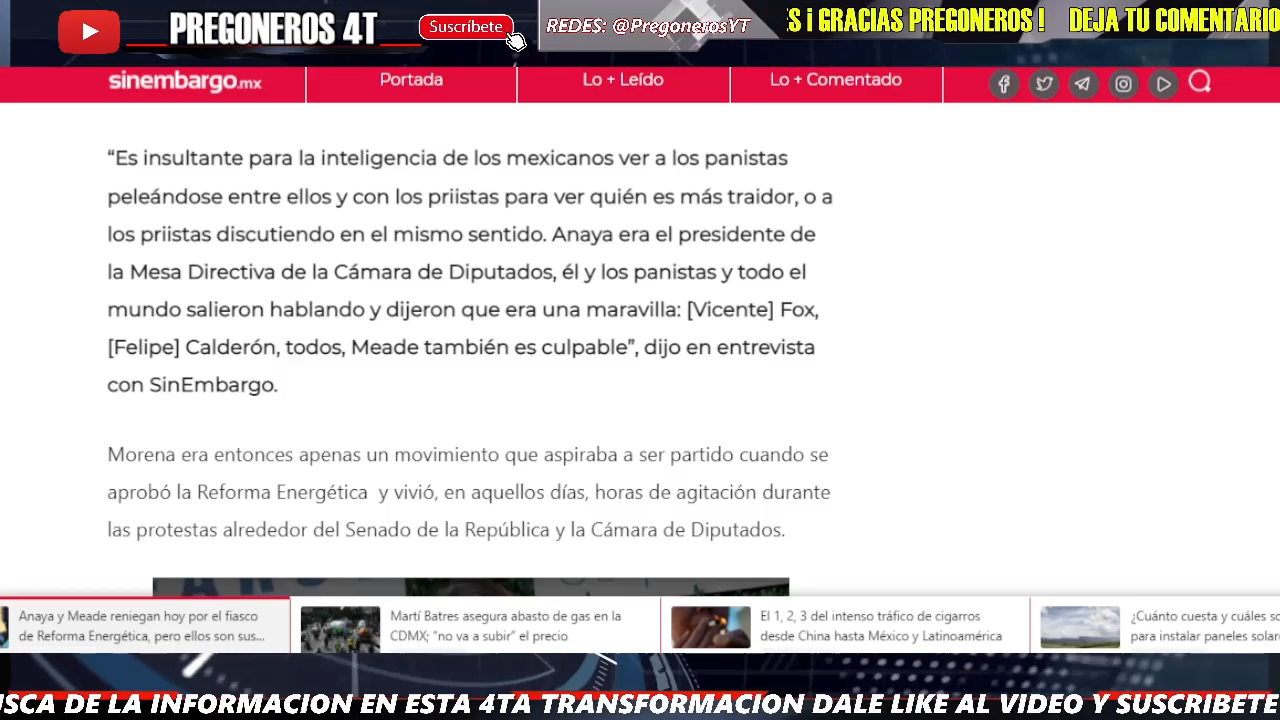 PREGONEROS 4T
Suscríbete
REDES: @PregonerosYT
S ¡ GRACIAS PREGONEROS ! DEJA TU COMENTARIO
sinembargo.mx
Portada
Lo + Leído
Lo + Comentado
“Es insultante para la inteligencia de los mexicanos ver a los panistas
peleándose entre ellos y con los priistas para ver quién es más traidor, o a
los priistas discutiendo en el mismo sentido. Anaya era el presidente de
la Mesa Directiva de la Cámara de Diputados, él y los panistas y todo el
mundo salieron hablando y dijeron que era una maravilla: [Vicente] Fox,
[Felipe] Calderón, todos, Meade también es culpable”, dijo en entrevista
con SinEmbargo.
Morena era entonces apenas un movimiento que aspiraba a ser partido cuando se
aprobó la Reforma Energética y vivió, en aquellos días, horas de agitación durante
las protestas alrededor del Senado de la República y la Cámara de Diputados.
Anaya y Meade reniegan hoy por el fiasco
de Reforma Energética, pero ellos son sus...
Martí Batres asegura abasto de gas en la
CDMX; “no va a subir” el precio
El 1, 2, 3 del intenso tráfico de cigarros
desde China hasta México y Latinoamérica
¿Cuánto cuesta y cuáles so
para instalar paneles solar
USCA DE LA INFORMACION EN ESTA 4TA TRANSFORMACION DALE LIKE AL VIDEO Y SUSCRIBETE